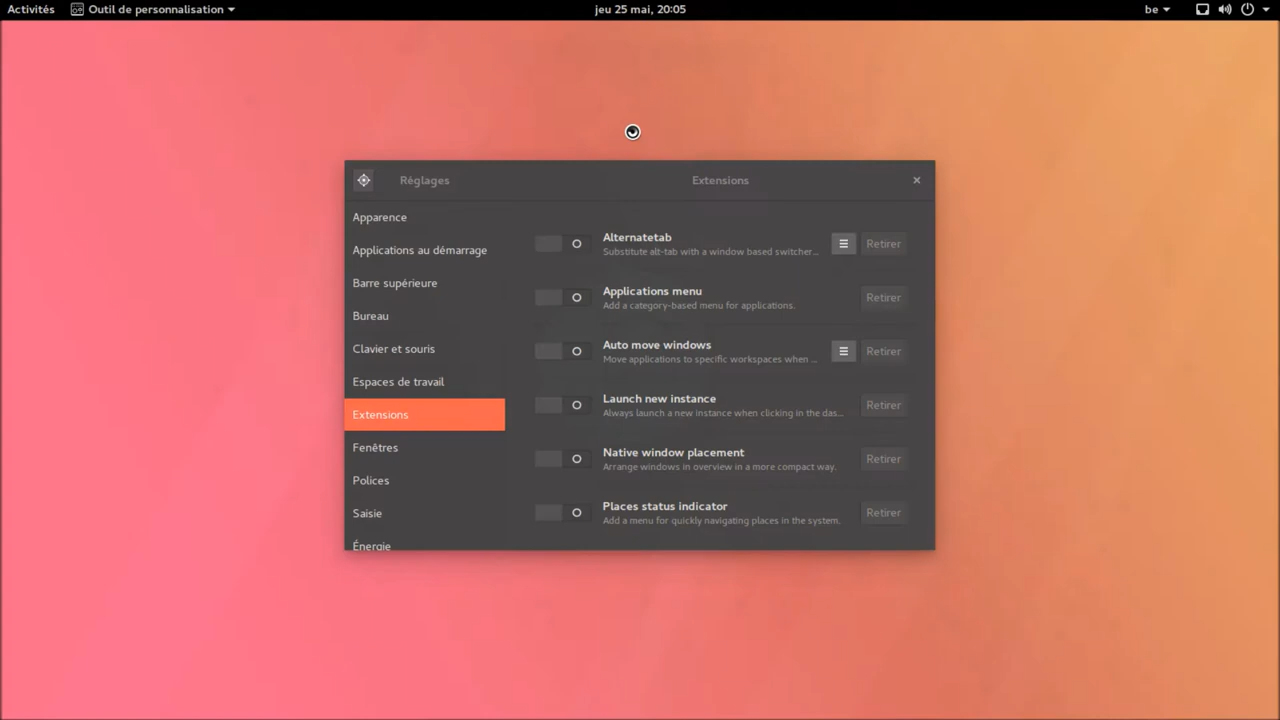 Activités
Outil de personnalisation
jeu 25 mai, 20:05
be
Réglages
Extensions
Apparence
Applications au démarrage
Barre supérieure
Bureau
Clavier et souris
Espaces de travail
Extensions
Fenêtres
Polices
Saisie
Énergie
Alternatetab
Substitute alt-tab with a window based switcher...
Retirer
Applications menu
Add a category-based menu for applications.
Retirer
Auto move windows
Move applications to specific workspaces when ...
Retirer
Launch new instance
Always launch a new instance when clicking in the das...
Retirer
Native window placement
Arrange windows in overview in a more compact way.
Retirer
Places status indicator
Add a menu for quickly navigating places in the system.
Retirer